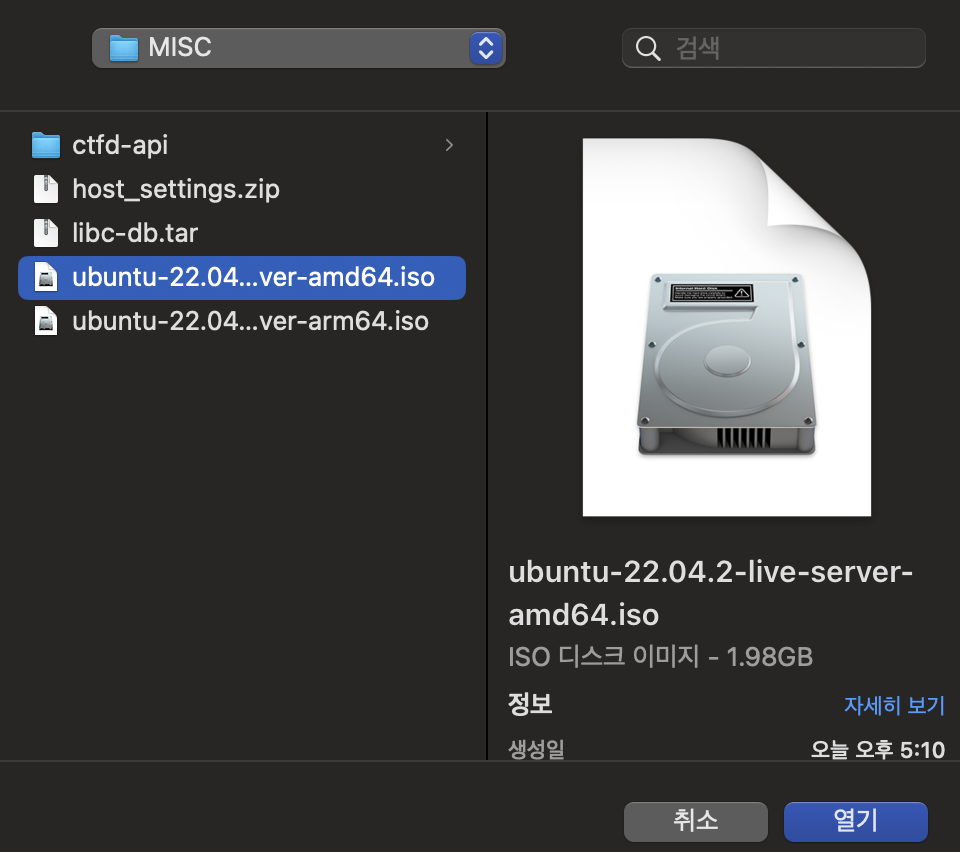 MISC
검색
ctfd-api
host_settings.zip
libc-db.tar
ubuntu-22.04...ver-amd64.iso
ubuntu-22.04...ver-arm64.iso
ubuntu-22.04.2-live-server-
amd64.iso
ISO 디스크 이미지 - 1.98GB
정보 자세히 보기
생성일 오늘 오후 5:10
취소 열기